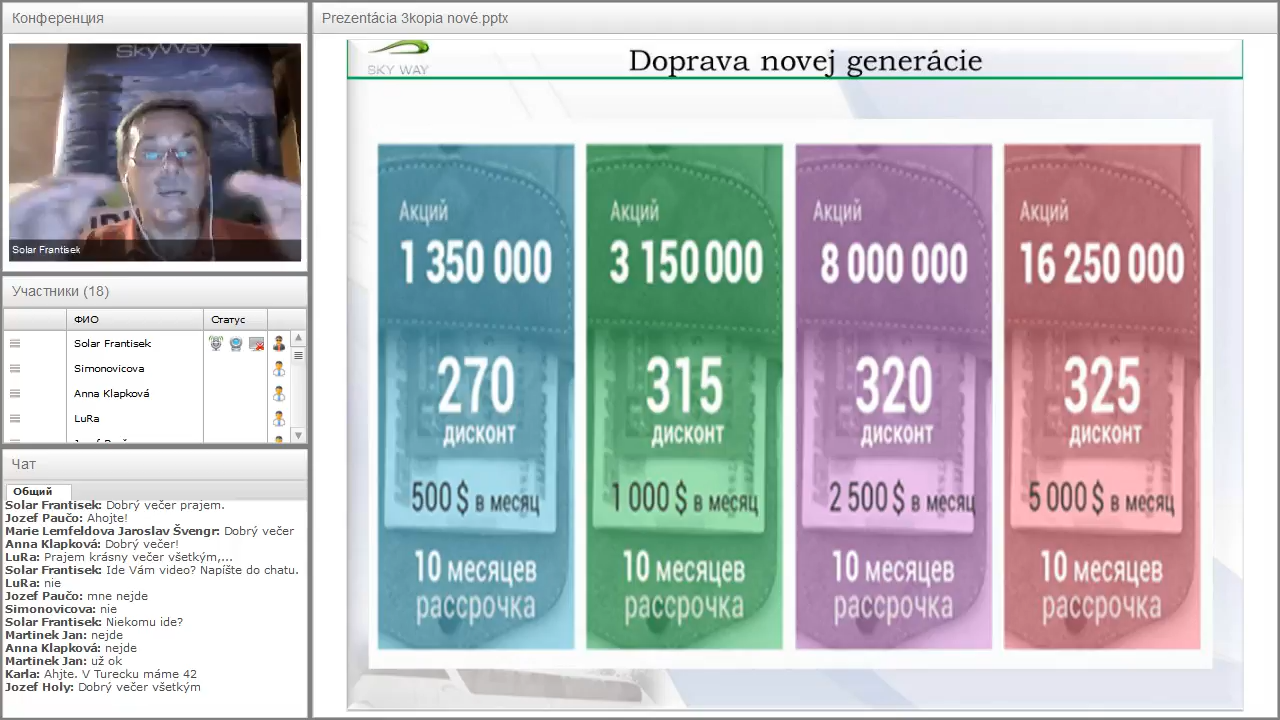 Конференция
SkyWay
Solar Frantisek
Участники (18)
ФИО
Статус
Solar Frantisek
Simonovicova
Anna Klapková
LuRa
Чат
Общий
Solar Frantisek: Dobrý večer prajem.
Jozef Paučo: Ahojte!
Marie Lemfeldova Jaroslav Švengr: Dobrý večer
Anna Klapková: Dobrý večer!
LuRa: Prajem krásny večer všetkým,...
Solar Frantisek: Ide Vám video? Napíšte do chatu.
LuRa: nie
Jozef Paučo: mne nejde
Simonovicova: nie
Solar Frantisek: Niekomu ide?
Martinek Jan: nejde
Anna Klapková: nejde
Martinek Jan: už ok
Karla: Ahjte. V Turecku máme 42
Jozef Holy: Dobrý večer všetkým
Prezentácia 3kopia nové.pptx
SKY WAY
Doprava novej generácie
Акций
1 350 000
270
дисконт
500 $ в месяц
10 месяцев
рассрочка
Акций
3 150 000
315
дисконт
1 000 $ в месяц
10 месяцев
рассрочка
Акций
8 000 000
320
дисконт
2 500 $ в месяц
10 месяцев
рассрочка
Акций
16 250 000
325
дисконт
5 000 $ в месяц
10 месяцев
рассрочка